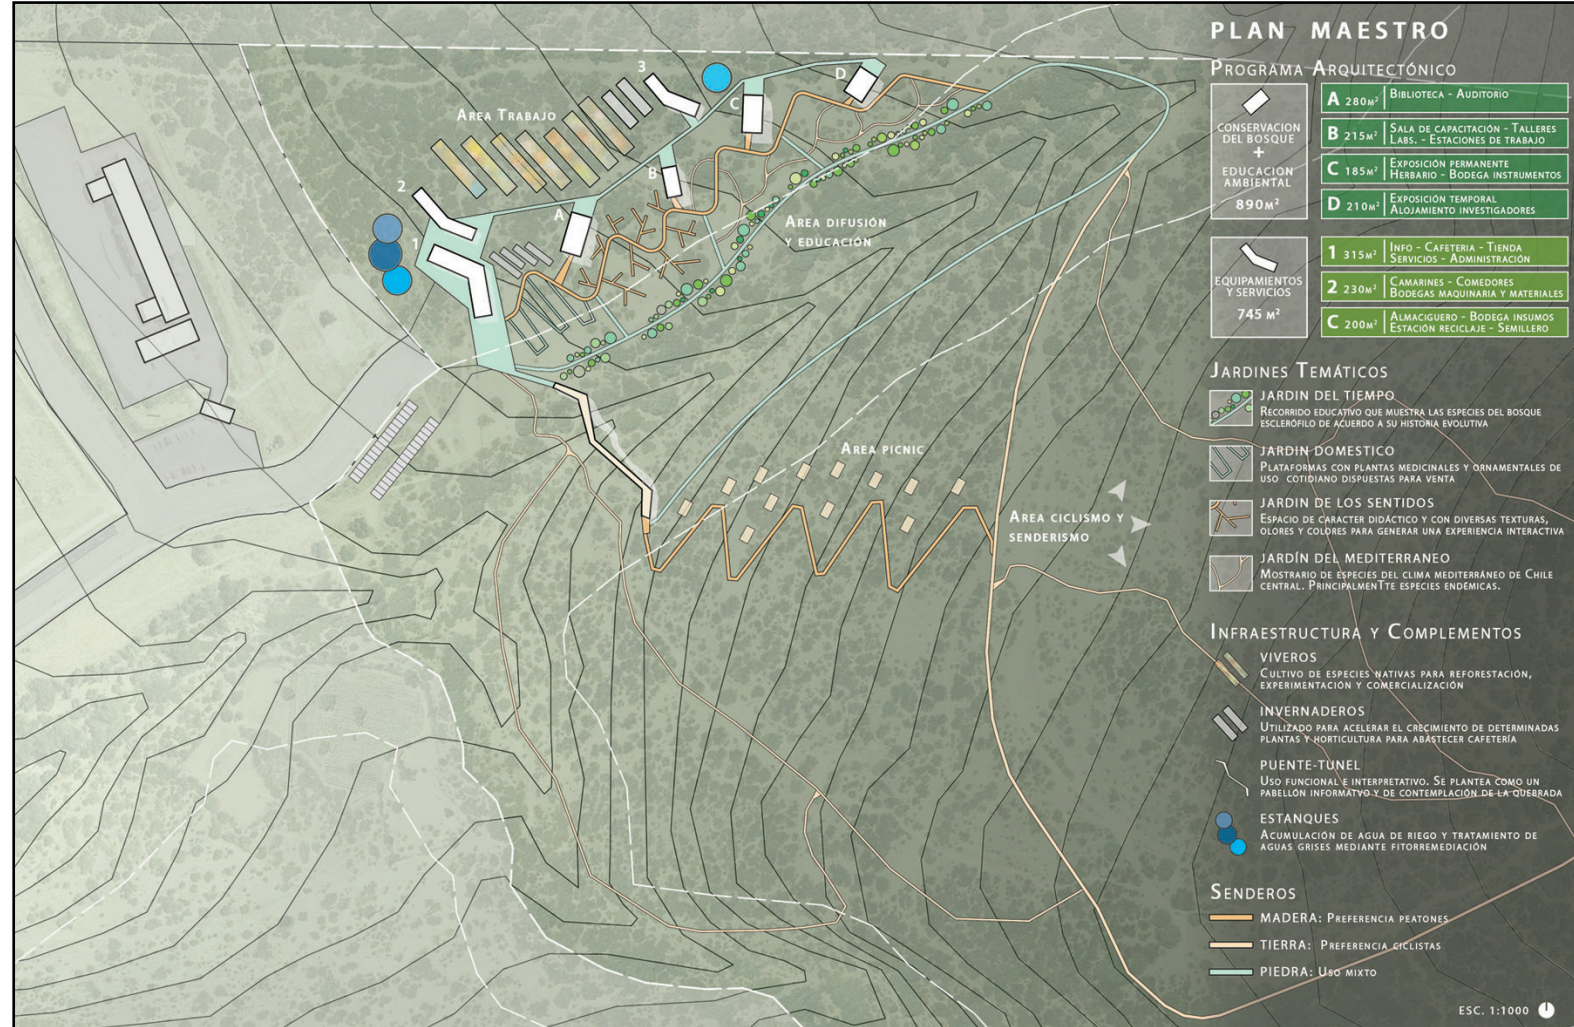 PLAN MAESTRO
PROGRAMA ARQUITECTÓNICO
CONSERVACION
DEL BOSQUE
+
EDUCACION
AMBIENTAL
890M²
A 280M² BIBLIOTECA - AUDITORIO
B 215M² SALA DE CAPACITACIÓN - TALLERES
LABS. - ESTACIONES DE TRABAJO
C 185M² EXPOSICIÓN PERMANENTE
HERBARIO - BODEGA INSTRUMENTOS
D 210M² EXPOSICIÓN TEMPORAL
ALOJAMIENTO INVESTIGADORES
EQUIPAMIENTOS
Y SERVICIOS
745 M²
1 315M² INFO - CAFETERIA - TIENDA
SERVICIOS - ADMINISTRACIÓN
2 230M² CAMARINES - COMEDORES
BODEGAS MAQUINARIA Y MATERIALES
C 200M² ALMACIGUERO - BODEGA INSUMOS
ESTACIÓN RECICLAJE - SEMILLERO
JARDINES TEMÁTICOS
JARDIN DEL TIEMPO
RECORRIDO EDUCATIVO QUE MUESTRA LAS ESPECIES DEL BOSQUE
ESCLERÓFILO DE ACUERDO A SU HISTORIA EVOLUTIVA
JARDIN DOMESTICO
PLATAFORMAS CON PLANTAS MEDICINALES Y ORNAMENTALES DE
USO COTIDIANO DISPUESTAS PARA VENTA
JARDIN DE LOS SENTIDOS
ESPACIO DE CARACTER DIDÁCTICO Y CON DIVERSAS TEXTURAS,
OLORES Y COLORES PARA GENERAR UNA EXPERIENCIA INTERACTIVA
JARDÍN DEL MEDITERRANEO
MOSTRARIO DE ESPECIES DEL CLIMA MEDITERRÁNEO DE CHILE
CENTRAL. PRINCIPALMENTTE ESPECIES ENDÉMICAS.
INFRAESTRUCTURA Y COMPLEMENTOS
VIVEROS
CULTIVO DE ESPECIES NATIVAS PARA REFORESTACIÓN,
EXPERIMENTACIÓN Y COMERCIALIZACIÓN
INVERNADEROS
UTILIZADO PARA ACELERAR EL CRECIMIENTO DE DETERMINADAS
PLANTAS Y HORTICULTURA PARA ABASTECER CAFETERÍA
PUENTE-TUNEL
USO FUNCIONAL E INTERPRETATIVO. SE PLANTEA COMO UN
PABELLÓN INFORMATVO Y DE CONTEMPLACIÓN DE LA QUEBRADA
ESTANQUES
ACUMULACIÓN DE AGUA DE RIEGO Y TRATAMIENTO DE
AGUAS GRISES MEDIANTE FITORREMEDIACIÓN
SENDEROS
MADERA: PREFERENCIA PEATONES
TIERRA: PREFERENCIA CICLISTAS
PIEDRA: USO MIXTO
ESC. 1:1000
3
D
C
AREA TRABAJO
B
2
A
1
AREA DIFUSIÓN
Y EDUCACIÓN
AREA PICNIC
AREA CICLISMO Y
SENDERISMO